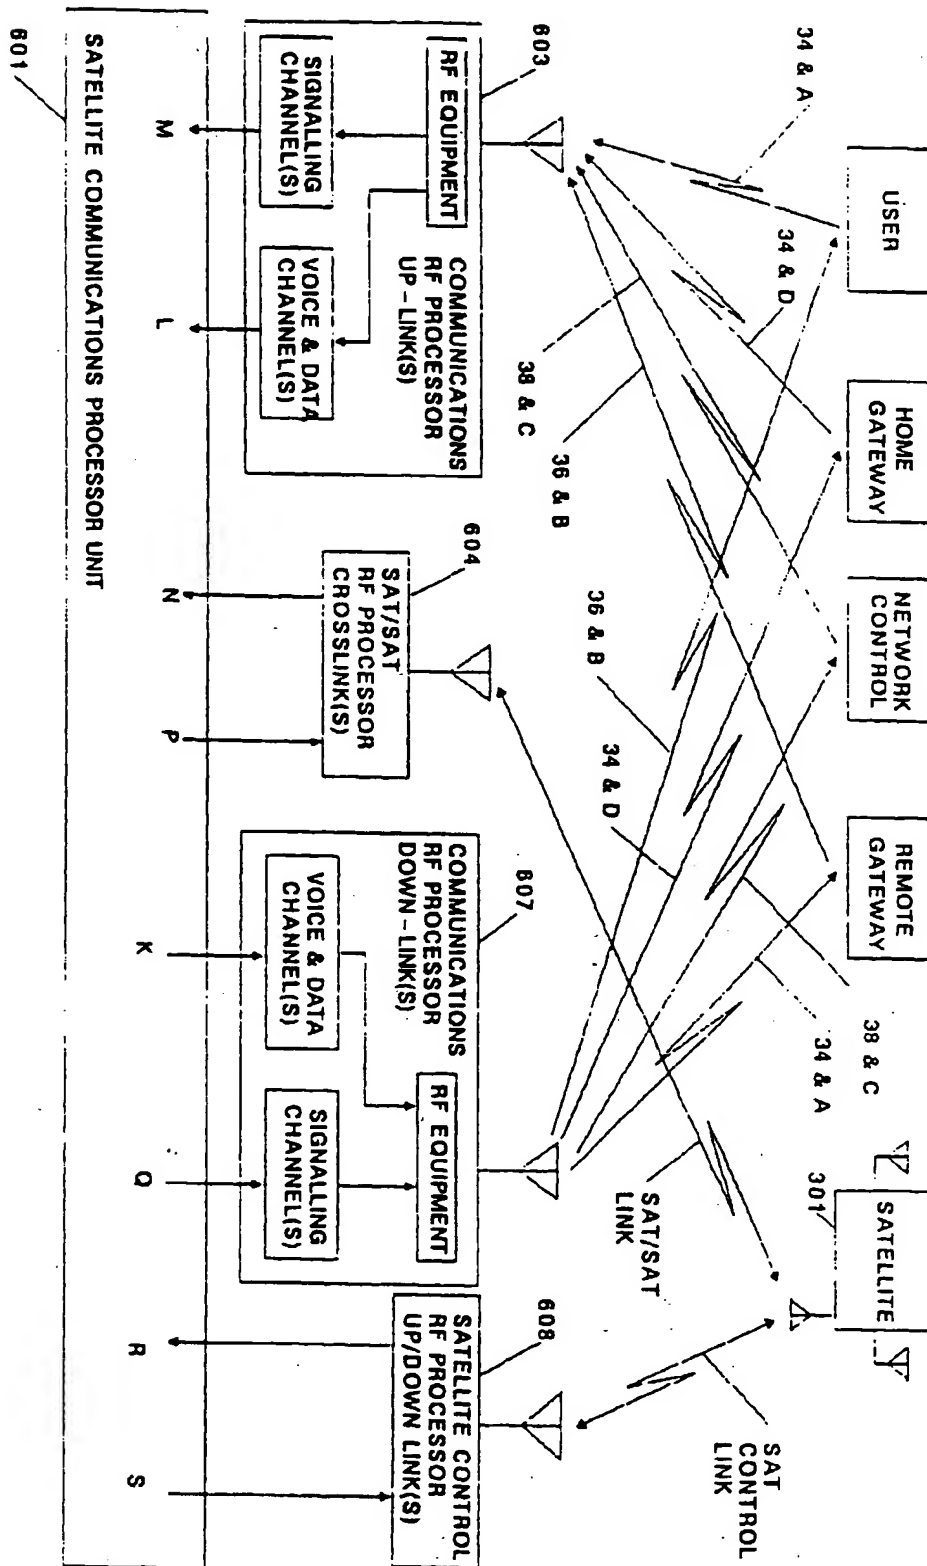 USER
HOME
GATEWAY
NETWORK
CONTROL
REMOTE
GATEWAY
SATELLITE
301
34 & A
34 & D
38 & C
36 & B
36 & B
34 & D
38 & C
34 & A
SAT/SAT
LINK
SAT
CONTROL
LINK
603
RF EQUIPMENT
COMMUNICATIONS
RF PROCESSOR
UP-LINK(S)
SIGNALLING
CHANNEL(S)
VOICE & DATA
CHANNEL(S)
604
SAT/SAT
RF PROCESSOR
CROSSLINK(S)
607
COMMUNICATIONS
RF PROCESSOR
DOWN-LINK(S)
RF EQUIPMENT
VOICE & DATA
CHANNEL(S)
SIGNALLING
CHANNEL(S)
608
SATELLITE CONTROL
RF PROCESSOR
UP/DOWN LINK(S)
M
L
N
P
K
Q
R
S
SATELLITE COMMUNICATIONS PROCESSOR UNIT
601